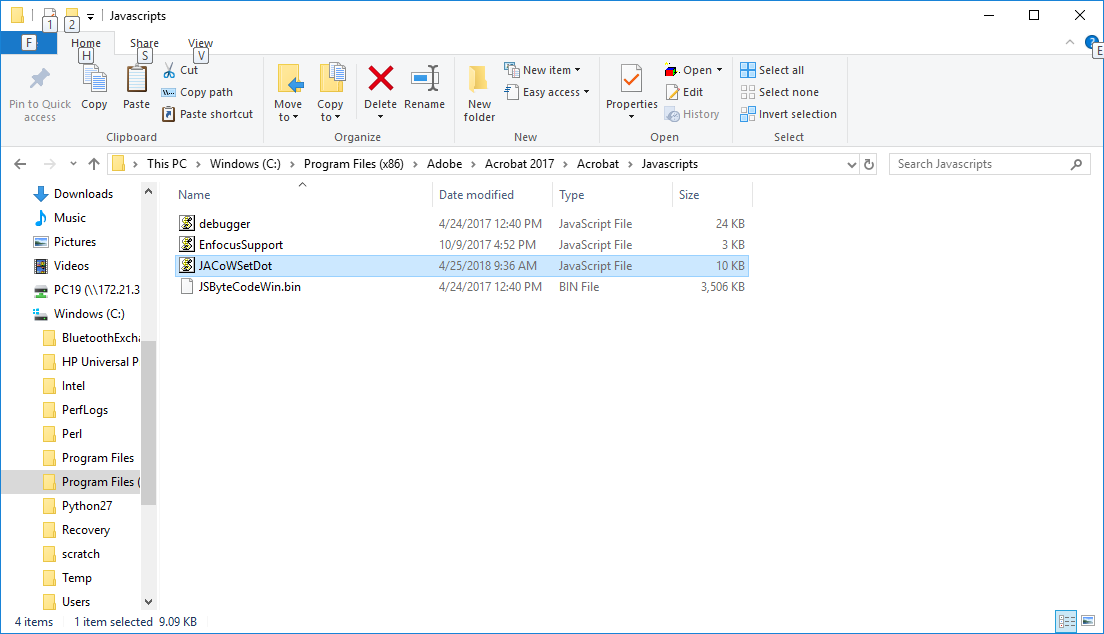 1 2 Javascripts
F Home Share View
H S V E
Pin to Quick access
Copy
Paste
Cut
Copy path
Paste shortcut
Clipboard
Move to
Copy to
Delete
Rename
Organize
New folder
New item
Easy access
New
Properties
Open
Edit
History
Open
Select all
Select none
Invert selection
Select
This PC > Windows (C:) > Program Files (x86) > Adobe > Acrobat 2017 > Acrobat > Javascripts
Search Javascripts
Downloads
Music
Pictures
Videos
PC19 (\\172.21.3
Windows (C:)
BluetoothExcha
HP Universal P
Intel
PerfLogs
Perl
Program Files
Program Files (
Python27
Recovery
scratch
Temp
Users
Name Date modified Type Size
debugger 4/24/2017 12:40 PM JavaScript File 24 KB
EnfocusSupport 10/9/2017 4:52 PM JavaScript File 3 KB
JACoWSetDot 4/25/2018 9:36 AM JavaScript File 10 KB
JSByteCodeWin.bin 4/24/2017 12:40 PM BIN File 3,506 KB
4 items 1 item selected 9.09 KB